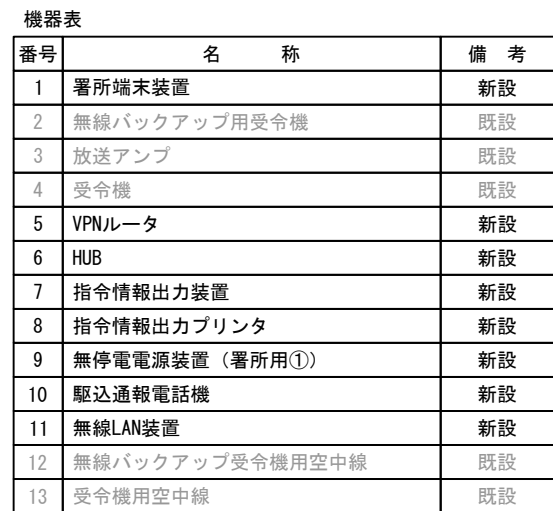 機器表
番号 名 称 備 考
1 署所端末装置 新設
2 無線バックアップ用受令機 既設
3 放送アンプ 既設
4 受令機 既設
5 VPNルータ 新設
6 HUB 新設
7 指令情報出力装置 新設
8 指令情報出力プリンタ 新設
9 無停電電源装置（署所用①） 新設
10 駆込通報電話機 新設
11 無線LAN装置 新設
12 無線バックアップ受令機用空中線 既設
13 受令機用空中線 既設